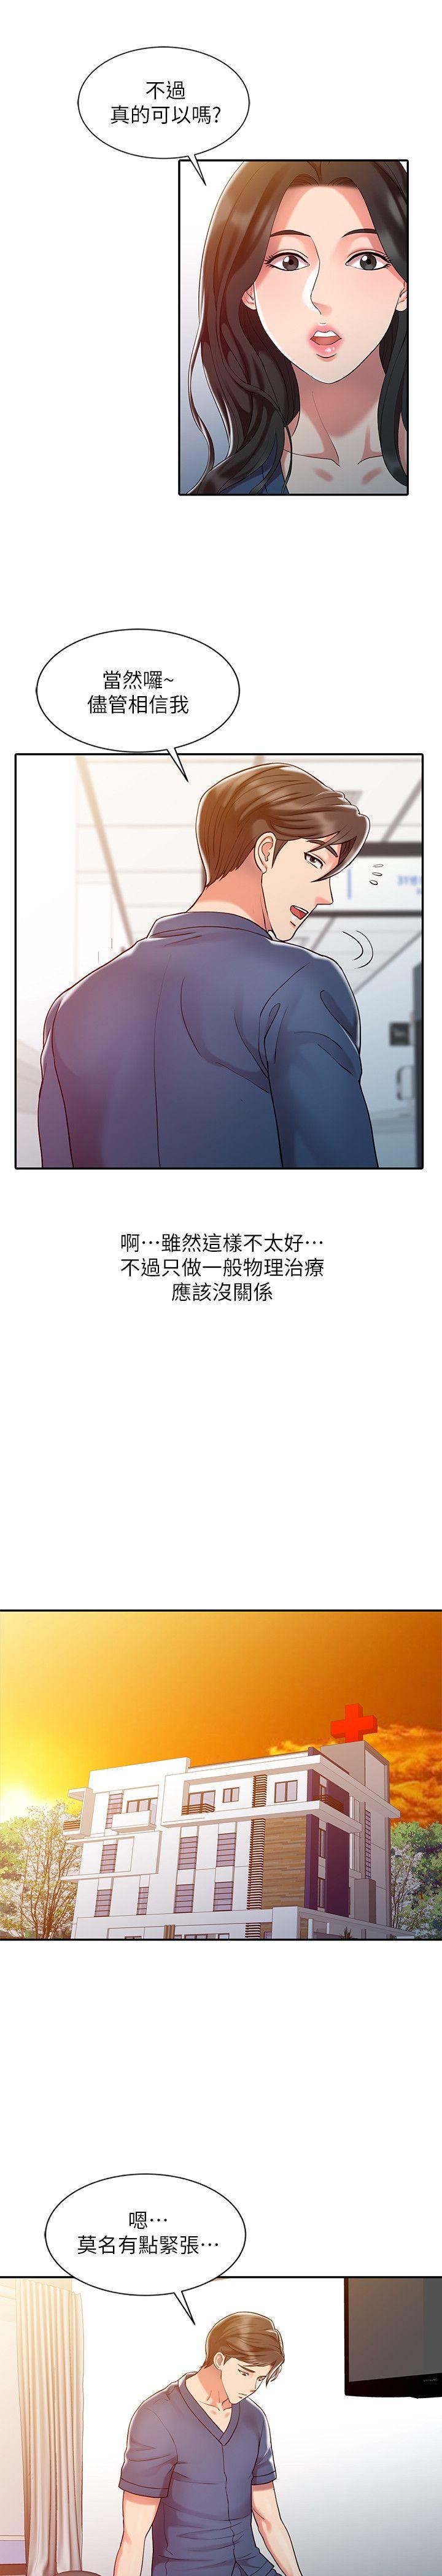 不過
真的可以嗎?
當然囉~
儘管相信我
啊⋯雖然這樣不太好⋯
不過只做一般物理治療
應該沒關係
嗯⋯
莫名有點緊張⋯